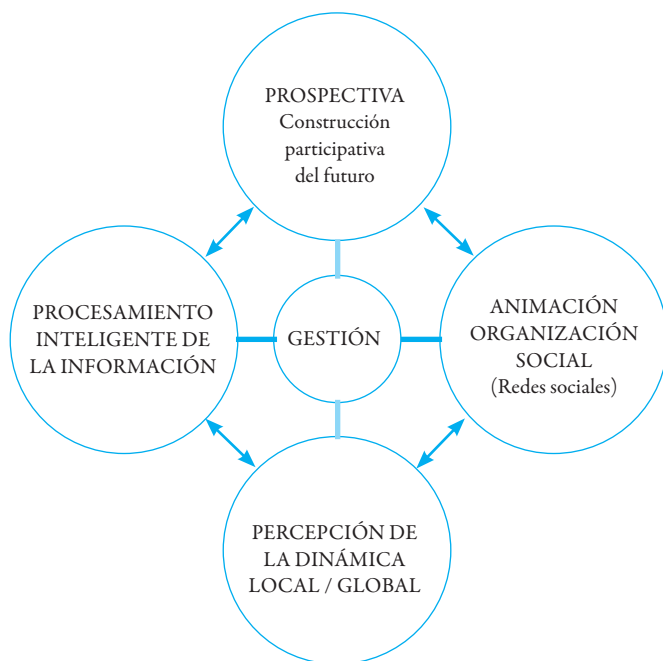 PROSPECTIVA
Construcción
participativa
del futuro
PROCESAMIENTO
INTELIGENTE DE
LA INFORMACIÓN
GESTIÓN
ANIMACIÓN
ORGANIZACIÓN
SOCIAL
(Redes sociales)
PERCEPCIÓN DE
LA DINÁMICA
LOCAL / GLOBAL